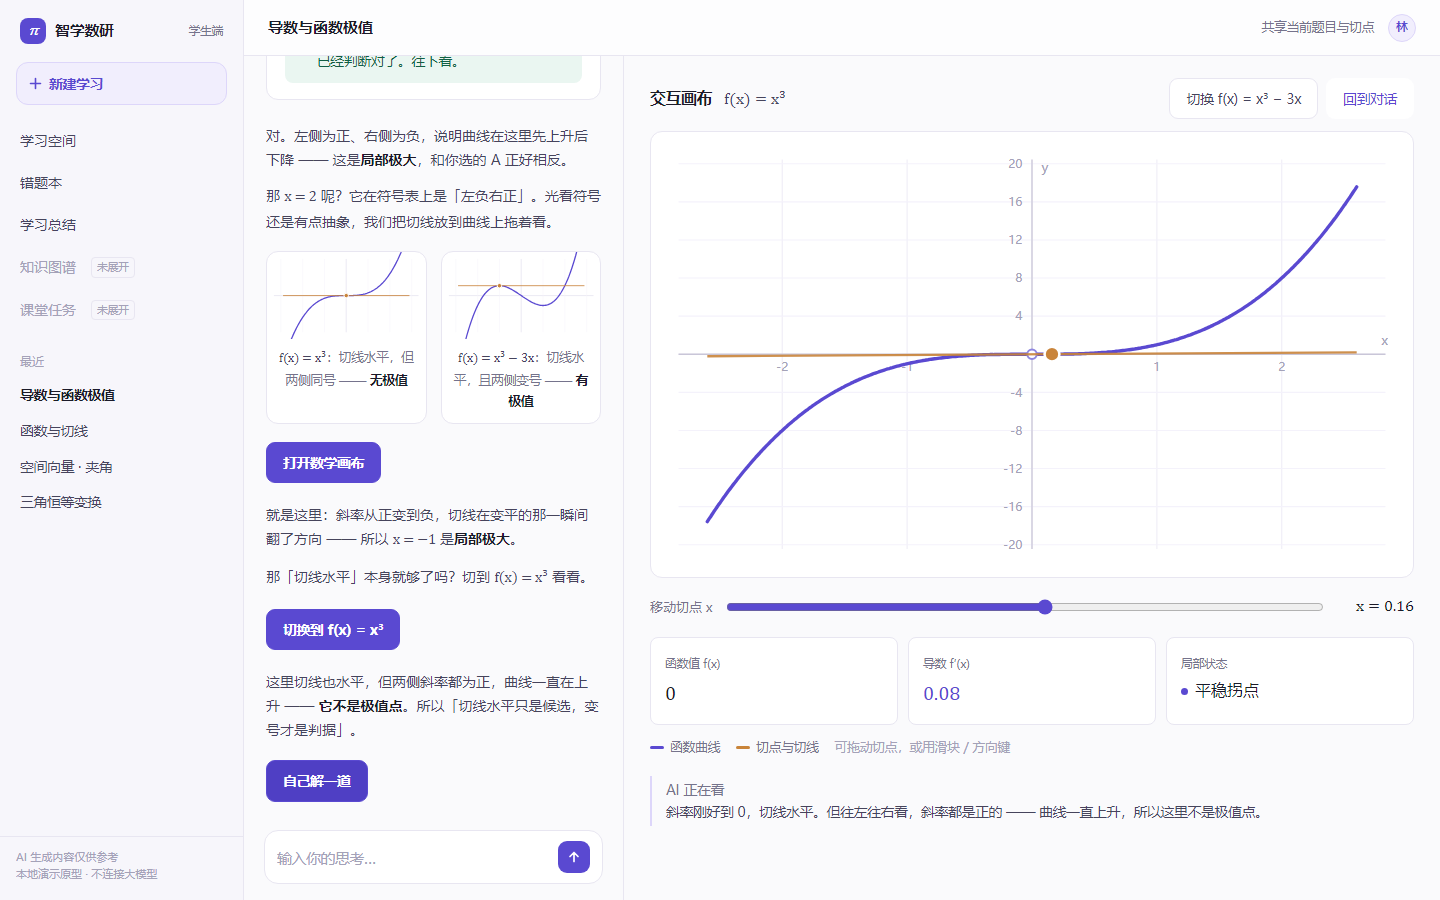 π 智学数研 学生端
+ 新建学习
学习空间
错题本
学习总结
知识图谱 未展开
课堂任务 未展开
最近
导数与函数极值
函数与切线
空间向量 · 夹角
三角恒等变换
AI 生成内容仅供参考
本地演示原型 · 不连接大模型
导数与函数极值
共享当前题目与切点 林
已经判断对了。往下看。
对。左侧为正、右侧为负，说明曲线在这里先上升后
下降 —— 这是局部极大，和你选的 A 正好相反。
那 x = 2 呢？它在符号表上是「左负右正」。光看符号
还是有点抽象，我们把切线放到曲线上拖着看。
f(x) = x³：切线水平，但
两侧同号 —— 无极值
f(x) = x³ − 3x：切线水
平，且两侧变号 —— 有
极值
打开数学画布
就是这里：斜率从正变到负，切线在变平的那一瞬间
翻了方向 —— 所以 x = −1 是局部极大。
那「切线水平」本身就够了吗？切到 f(x) = x³ 看看。
切换到 f(x) = x³
这里切线也水平，但两侧斜率都为正，曲线一直在上
升 —— 它不是极值点。所以「切线水平只是候选，变
号才是判据」。
自己解一道
输入你的思考...
交互画布 f(x) = x³
切换 f(x) = x³ − 3x
回到对话
y
20
16
12
8
4
x
-2 -1 1 2
-4
-8
-12
-16
-20
移动切点 x
x = 0.16
函数值 f(x)
0
导数 f′(x)
0.08
局部状态
平稳拐点
函数曲线 切点与切线 可拖动切点，或用滑块 / 方向键
AI 正在看
斜率刚好到 0，切线水平。但往左往右看，斜率都是正的 —— 曲线一直上升，所以这里不是极值点。